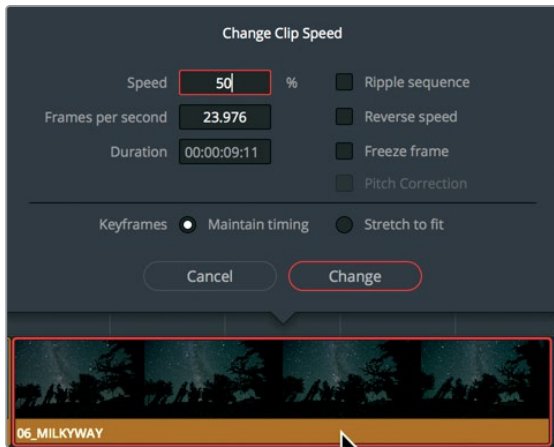 Change Clip Speed
Speed 50 % Ripple sequence
Frames per second 23.976 Reverse speed
Duration 00:00:09:11 Freeze frame
Pitch Correction
Keyframes Maintain timing Stretch to fit
Cancel Change
06_MILKYWAY